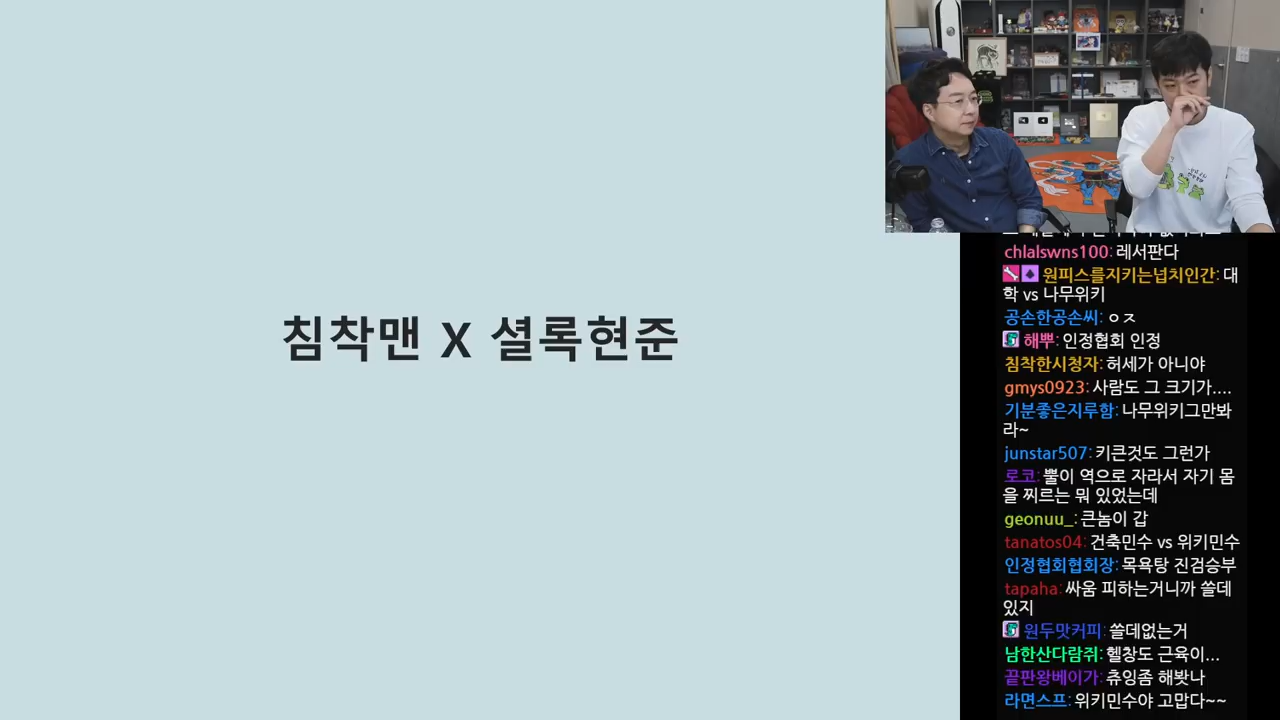 침착맨 X 셜록현준
chlalswns100: 레서판다
원피스를지키는넙치인간: 대
학 vs 나무위키
공손한공손씨: ㅇㅈ
해뿌: 인정협회 인정
침착한시청자: 허세가 아니야
gmys0923: 사람도 그 크기가....
기분좋은지루함: 나무위키그만봐
라~
junstar507: 키큰것도 그런가
로코: 뿔이 역으로 자라서 자기 몸
을 찌르는 뭐 있었는데
geonuu_: 큰놈이 갑
tanatos04: 건축민수 vs 위키민수
인정협회협회장: 목욕탕 진검승부
tapaha: 싸움 피하는거니까 쓸데
있지
원두맛커피: 쓸데없는거
남한산다람쥐: 헬창도 근육이...
끝판왕베이가: 츄잉좀 해봣나
라면스프: 위키민수야 고맙다~~